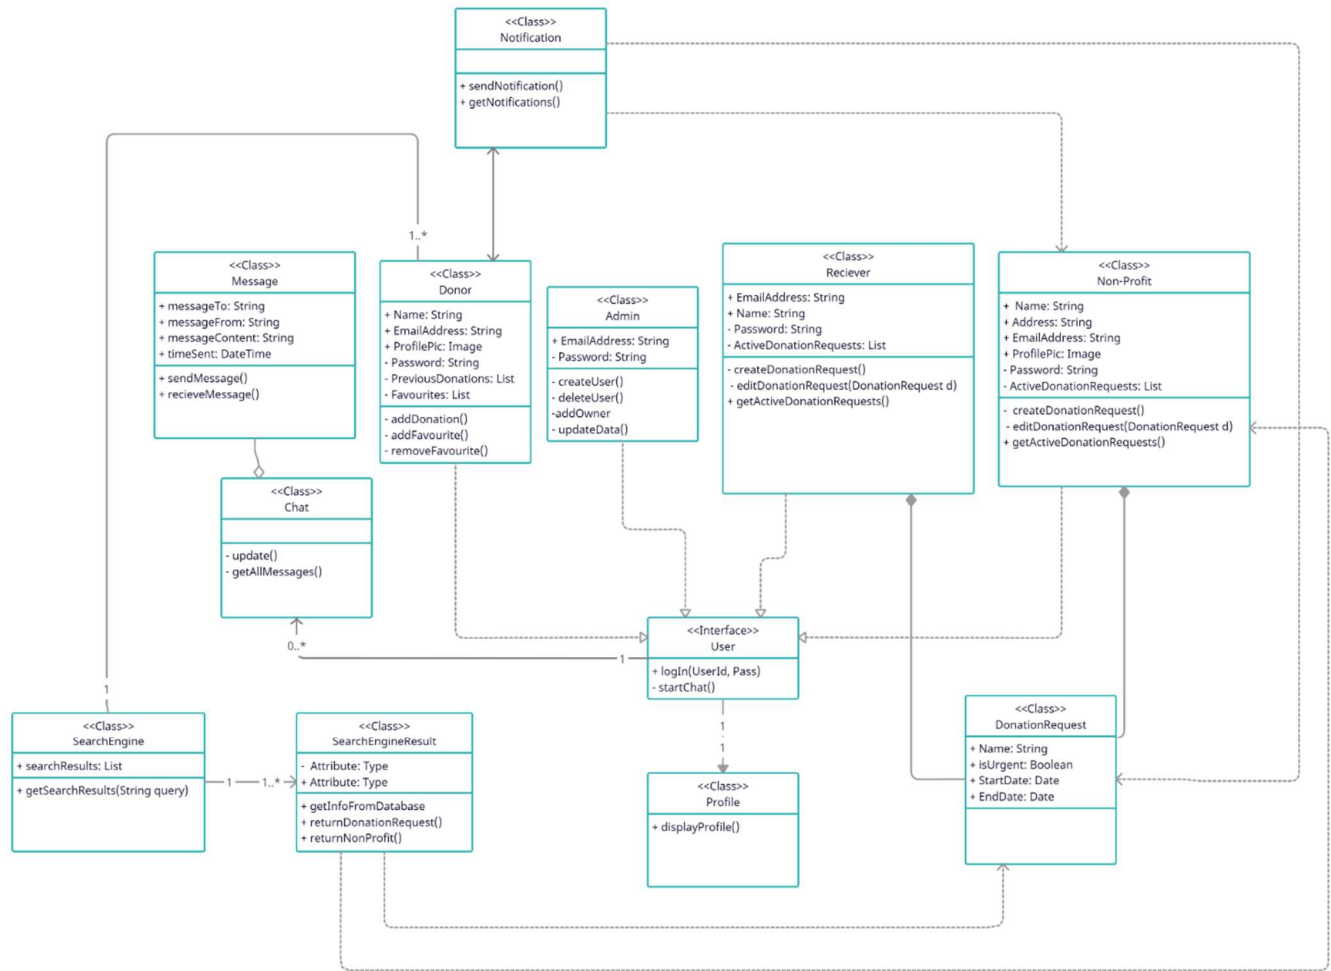 <<Class>>
Notification
+ sendNotification()
+ getNotifications()
1..*
<<Class>>
Message
+ messageTo: String
+ messageFrom: String
+ messageContent: String
+ timeSent: DateTime
+ sendMessage()
+ recieveMessage()
<<Class>>
Donor
+ Name: String
+ EmailAddress: String
+ ProfilePic: Image
- Password: String
- PreviousDonations: List
- Favourites: List
- addDonation()
- addFavourite()
- removeFavourite()
<<Class>>
Admin
+ EmailAddress: String
- Password: String
- createUser()
- deleteUser()
-addOwner
- updateData()
<<Class>>
Reciever
+ EmailAddress: String
+ Name: String
- Password: String
- ActiveDonationRequests: List
- createDonationRequest()
- editDonationRequest(DonationRequest d)
+ getActiveDonationRequests()
<<Class>>
Non-Profit
+ Name: String
+ Address: String
+ EmailAddress: String
+ ProfilePic: Image
- Password: String
- ActiveDonationRequests: List
- createDonationRequest()
- editDonationRequest(DonationRequest d)
+ getActiveDonationRequests()
<<Class>>
Chat
- update()
- getAllMessages()
0..*
1
<<Interface>>
User
+ logIn(UserId, Pass)
- startChat()
1
1
1
<<Class>>
SearchEngine
+ searchResults: List
+ getSearchResults(String query)
1
1..*
<<Class>>
SearchEngineResult
- Attribute: Type
+ Attribute: Type
+ getInfoFromDatabase
+ returnDonationRequest()
+ returnNonProfit()
<<Class>>
Profile
+ displayProfile()
<<Class>>
DonationRequest
+ Name: String
+ isUrgent: Boolean
+ StartDate: Date
+ EndDate: Date